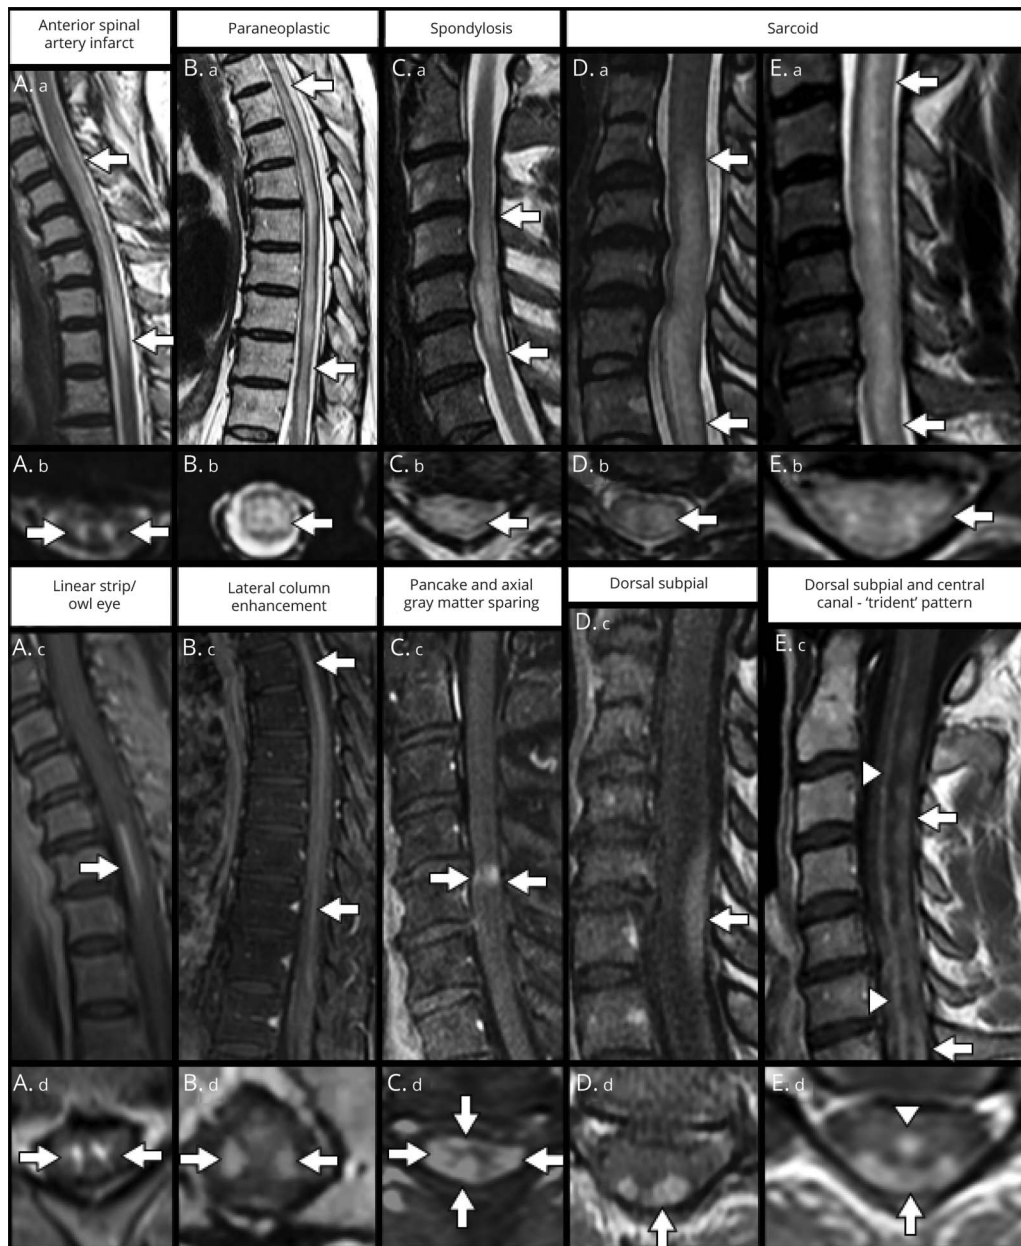 Anterior spinal
artery infarct
Paraneoplastic
Spondylosis
Sarcoid
A. a
B. a
C. a
D. a
E. a
A. b
B. b
C. b
D. b
E. b
Linear strip/
owl eye
Lateral column
enhancement
Pancake and axial
gray matter sparing
Dorsal subpial
Dorsal subpial and central
canal - 'trident' pattern
A. c
B. c
C. c
D. c
E. c
A. d
B. d
C. d
D. d
E. d